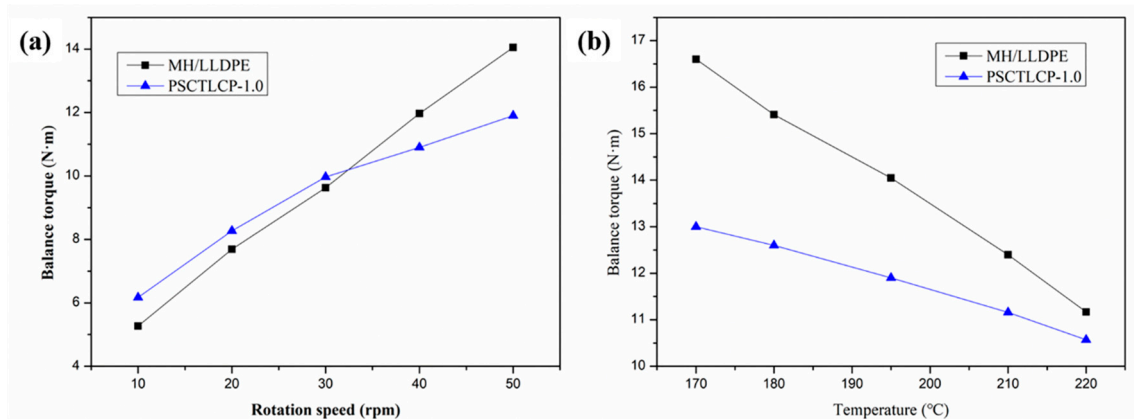 (a)
MH/LLDPE
PSCTLCP-1.0
Balance torque (N·m)
14
12
10
8
6
4
10 20 30 40 50
Rotation speed (rpm)
(b)
MH/LLDPE
PSCTLCP-1.0
Balance torque (N·m)
17
16
15
14
13
12
11
10
170 180 190 200 210 220
Temperature (℃)